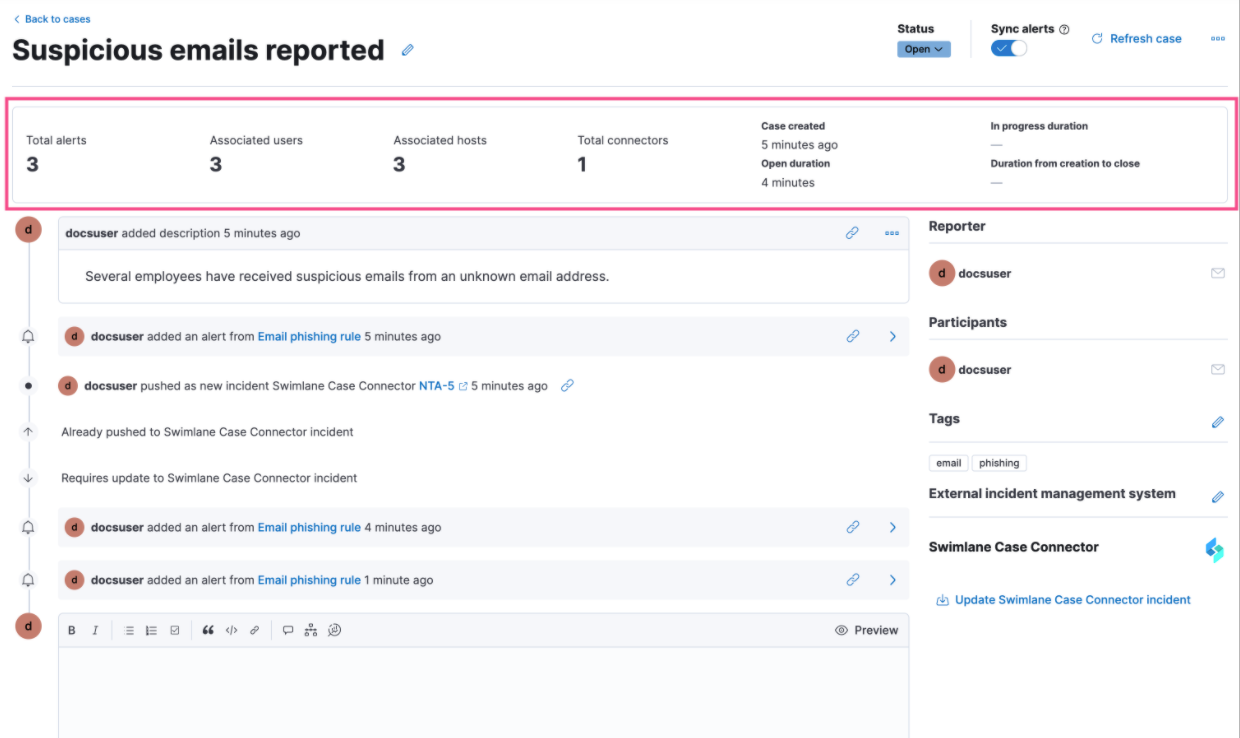 Back to cases
Suspicious emails reported
Status
Open
Sync alerts
Refresh case
Total alerts
3
Associated users
3
Associated hosts
3
Total connectors
1
Case created
5 minutes ago
Open duration
4 minutes
In progress duration
—
Duration from creation to close
—
d
docsuser added description 5 minutes ago
Several employees have received suspicious emails from an unknown email address.
d docsuser added an alert from Email phishing rule 5 minutes ago
d docsuser pushed as new incident Swimlane Case Connector NTA-5 5 minutes ago
Already pushed to Swimlane Case Connector incident
Requires update to Swimlane Case Connector incident
d docsuser added an alert from Email phishing rule 4 minutes ago
d docsuser added an alert from Email phishing rule 1 minute ago
d
B I Preview
Reporter
d docsuser
Participants
d docsuser
Tags
email phishing
External incident management system
Swimlane Case Connector
Update Swimlane Case Connector incident